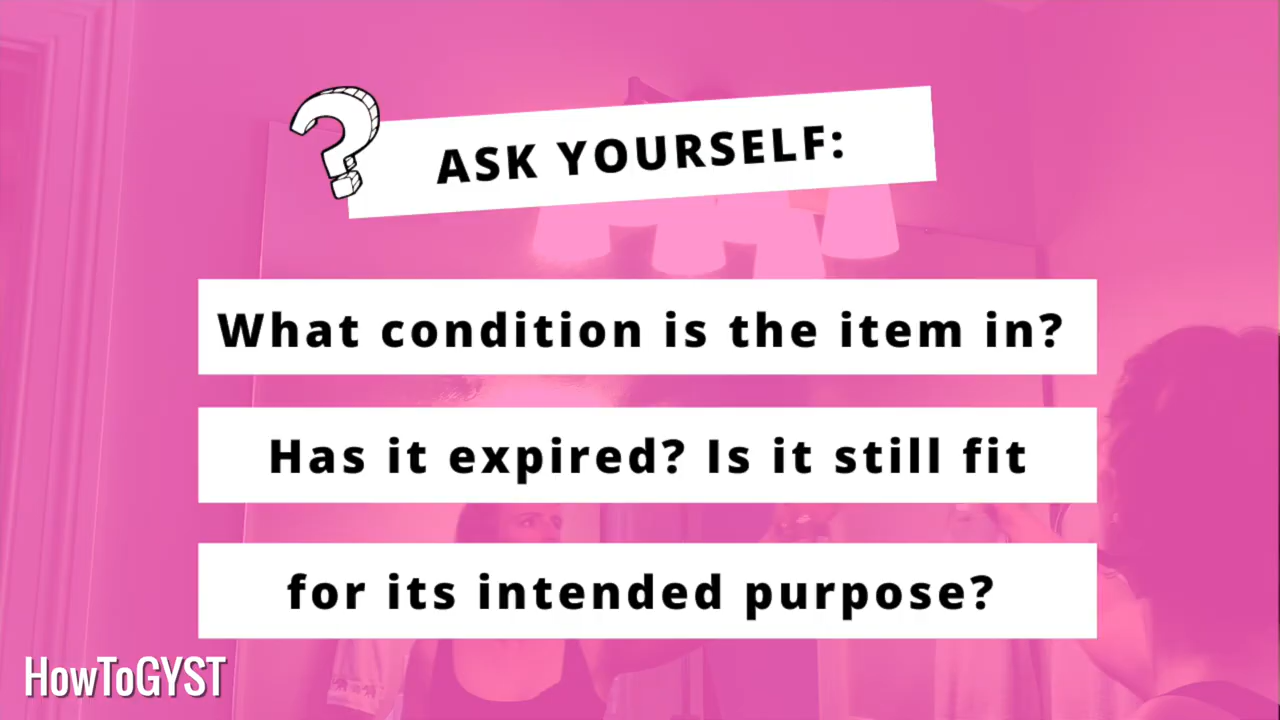 ASK YOURSELF:
What condition is the item in?
Has it expired? Is it still fit
for its intended purpose?
HowToGYST